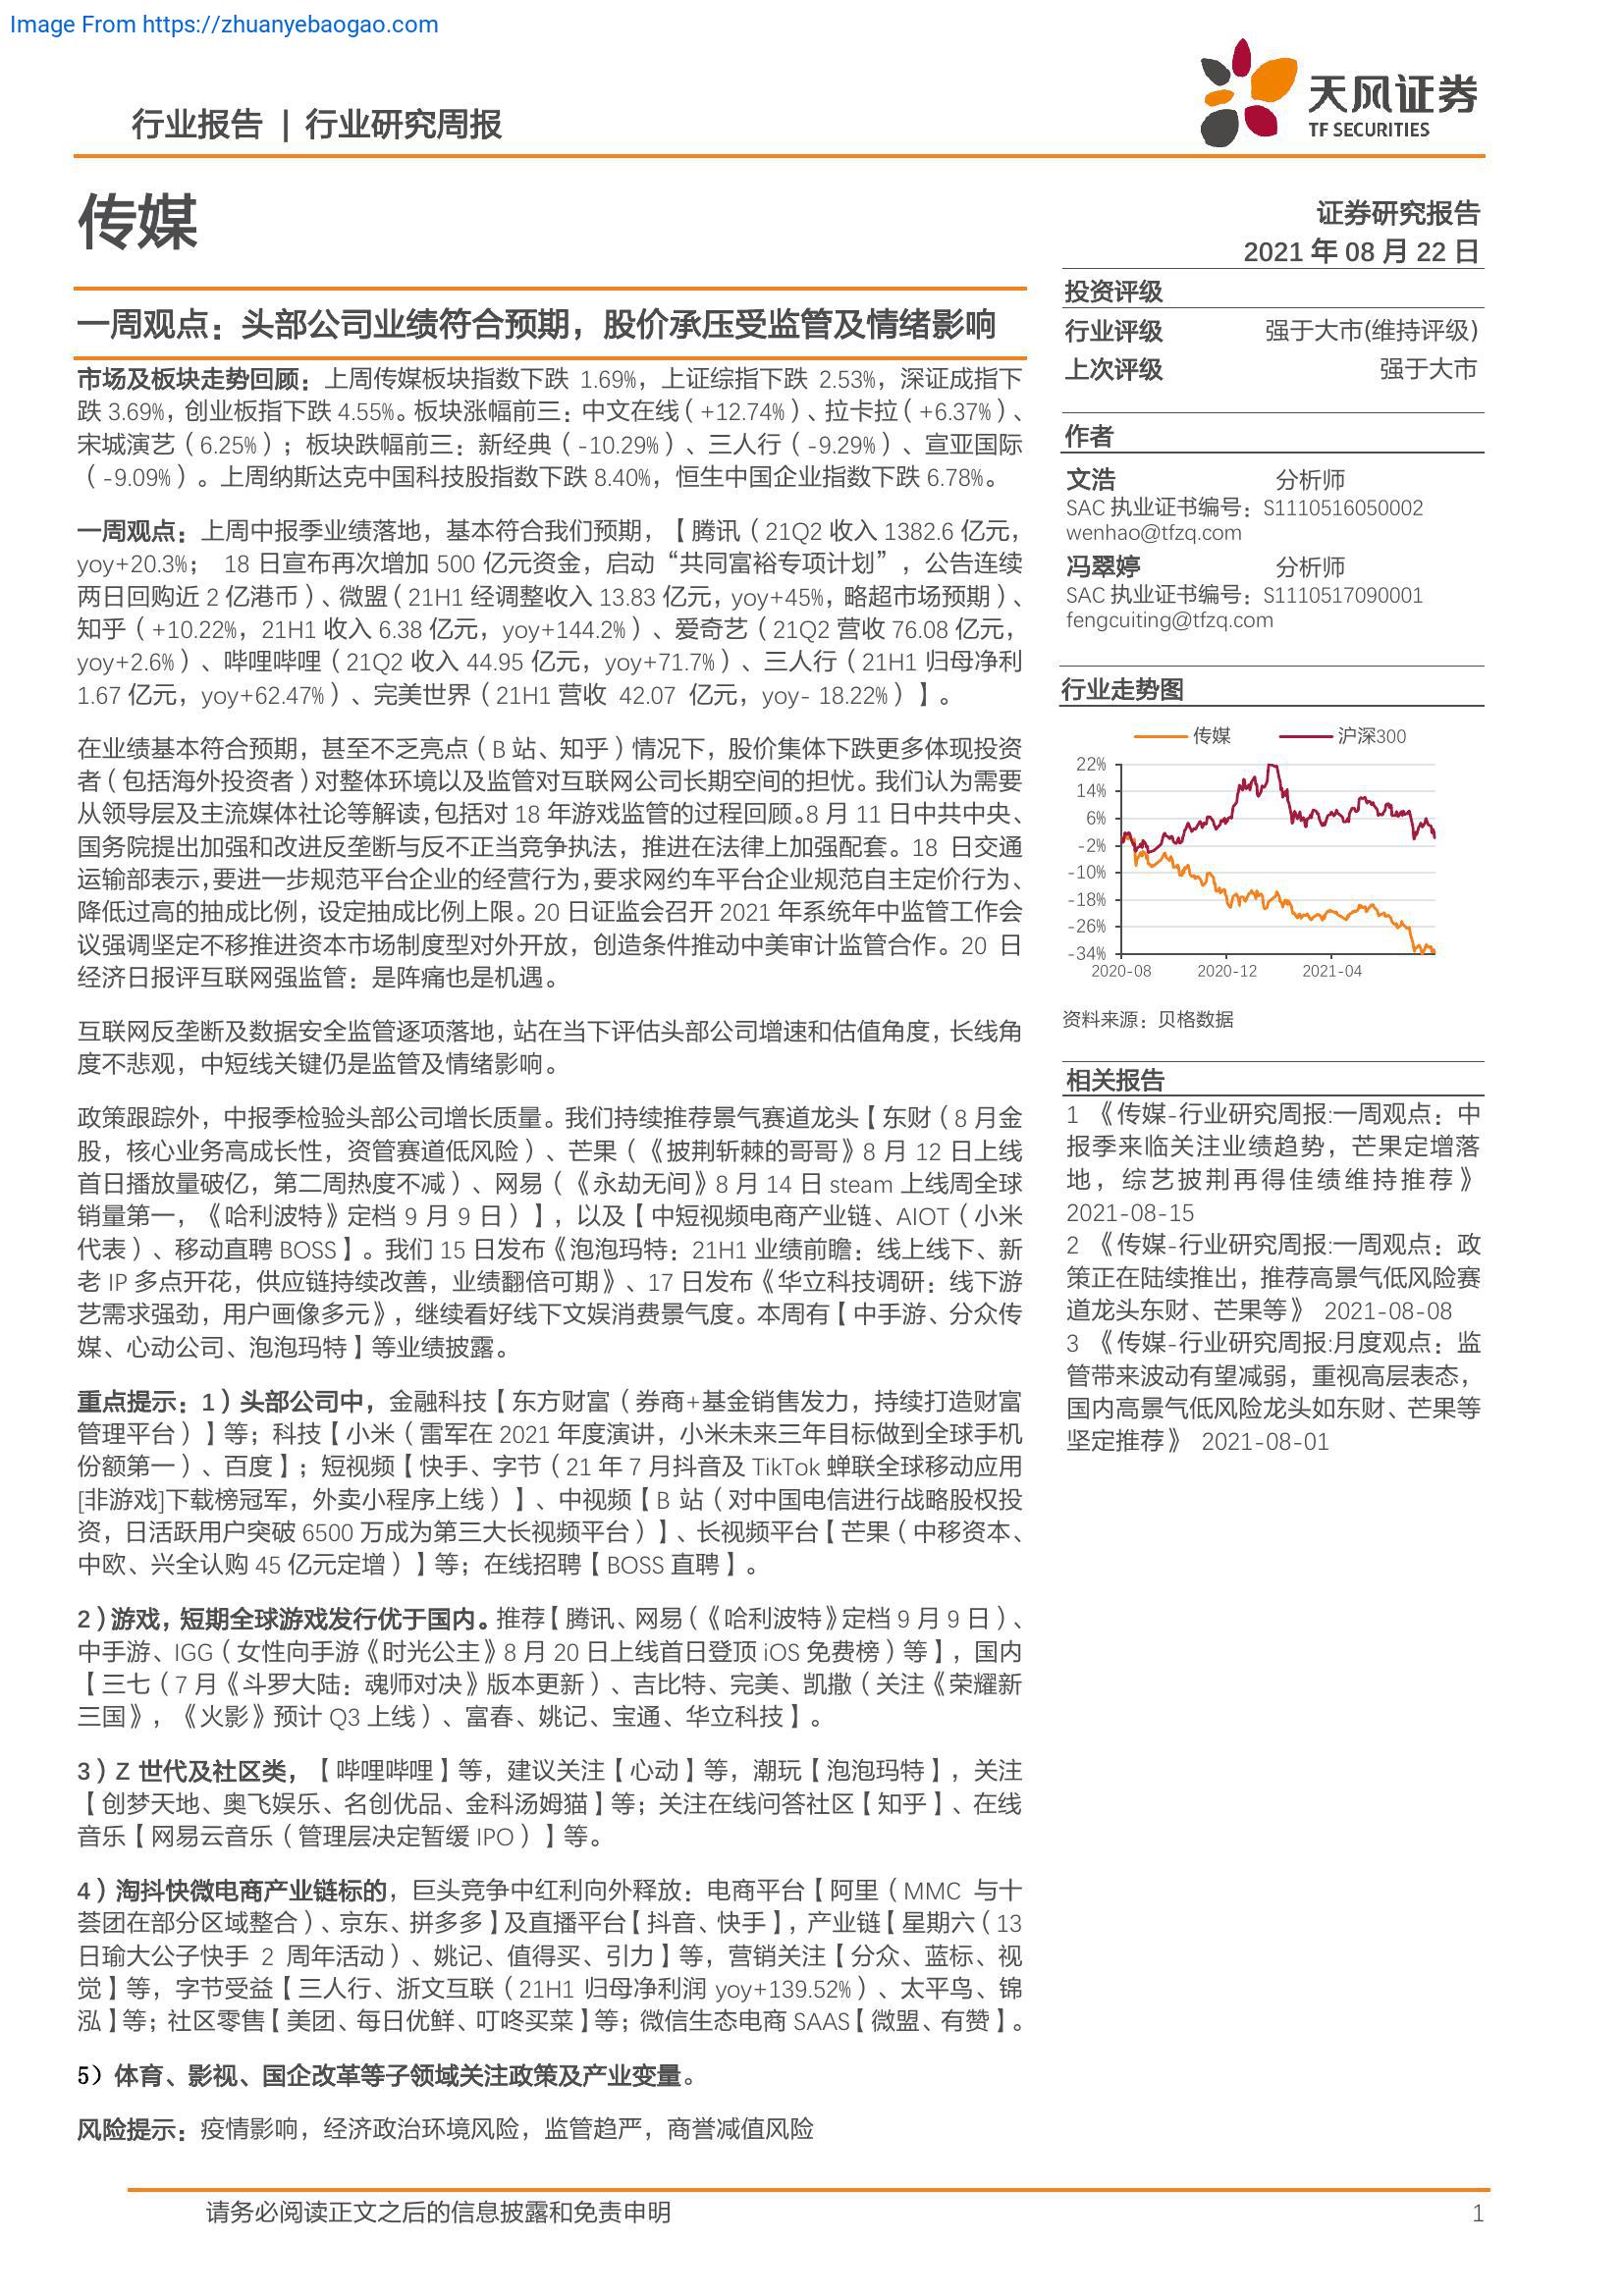 Image From https://zhuanyebaogao.com
行业报告 | 行业研究周报
天风证券
TF SECURITIES
传媒
证券研究报告
2021 年 08 月 22 日
一周观点：头部公司业绩符合预期，股价承压受监管及情绪影响
市场及板块走势回顾：上周传媒板块指数下跌 1.69%，上证综指下跌 2.53%，深证成指下
跌 3.69%，创业板指下跌 4.55%。板块涨幅前三：中文在线（+12.74%）、拉卡拉（+6.37%）、
宋城演艺（6.25%）；板块跌幅前三：新经典（-10.29%）、三人行（-9.29%）、宣亚国际
（-9.09%）。上周纳斯达克中国科技股指数下跌 8.40%，恒生中国企业指数下跌 6.78%。
一周观点：上周中报季业绩落地，基本符合我们预期，【腾讯（21Q2 收入 1382.6 亿元，
yoy+20.3%； 18 日宣布再次增加 500 亿元资金，启动“共同富裕专项计划”，公告连续
两日回购近 2 亿港币）、微盟（21H1 经调整收入 13.83 亿元，yoy+45%，略超市场预期）、
知乎（+10.22%，21H1 收入 6.38 亿元，yoy+144.2%）、爱奇艺（21Q2 营收 76.08 亿元，
yoy+2.6%）、哔哩哔哩（21Q2 收入 44.95 亿元，yoy+71.7%）、三人行（21H1 归母净利
1.67 亿元，yoy+62.47%）、完美世界（21H1 营收 42.07 亿元，yoy- 18.22%）】。
在业绩基本符合预期，甚至不乏亮点（B 站、知乎）情况下，股价集体下跌更多体现投资
者（包括海外投资者）对整体环境以及监管对互联网公司长期空间的担忧。我们认为需要
从领导层及主流媒体社论等解读，包括对 18 年游戏监管的过程回顾。8 月 11 日中共中央、
国务院提出加强和改进反垄断与反不正当竞争执法，推进在法律上加强配套。18 日交通
运输部表示，要进一步规范平台企业的经营行为，要求网约车平台企业规范自主定价行为、
降低过高的抽成比例，设定抽成比例上限。20 日证监会召开 2021 年系统年中监管工作会
议强调坚定不移推进资本市场制度型对外开放，创造条件推动中美审计监管合作。20 日
经济日报评互联网强监管：是阵痛也是机遇。
互联网反垄断及数据安全监管逐项落地，站在当下评估头部公司增速和估值角度，长线角
度不悲观，中短线关键仍是监管及情绪影响。
政策跟踪外，中报季检验头部公司增长质量。我们持续推荐景气赛道龙头【东财（8 月金
股，核心业务高成长性，资管赛道低风险）、芒果（《披荆斩棘的哥哥》8 月 12 日上线
首日播放量破亿，第二周热度不减）、网易（《永劫无间》8 月 14 日 steam 上线周全球
销量第一，《哈利波特》定档 9 月 9 日）】，以及【中短视频电商产业链、AIOT（小米
代表）、移动直聘 BOSS】。我们 15 日发布《泡泡玛特：21H1 业绩前瞻：线上线下、新
老 IP 多点开花，供应链持续改善，业绩翻倍可期》、17 日发布《华立科技调研：线下游
艺需求强劲，用户画像多元》，继续看好线下文娱消费景气度。本周有【中手游、分众传
媒、心动公司、泡泡玛特】等业绩披露。
重点提示：1）头部公司中，金融科技【东方财富（券商+基金销售发力，持续打造财富
管理平台）】等；科技【小米（雷军在 2021 年度演讲，小米未来三年目标做到全球手机
份额第一）、百度】；短视频【快手、字节（21 年 7 月抖音及 TikTok 蝉联全球移动应用
[非游戏]下载榜冠军，外卖小程序上线）】、中视频【B 站（对中国电信进行战略股权投
资，日活跃用户突破 6500 万成为第三大长视频平台）】、长视频平台【芒果（中移资本、
中欧、兴全认购 45 亿元定增）】等；在线招聘【BOSS 直聘】。
2）游戏，短期全球游戏发行优于国内。推荐【腾讯、网易（《哈利波特》定档 9 月 9 日）、
中手游、IGG（女性向手游《时光公主》8 月 20 日上线首日登顶 iOS 免费榜）等】，国内
【三七（7 月《斗罗大陆：魂师对决》版本更新）、吉比特、完美、凯撒（关注《荣耀新
三国》，《火影》预计 Q3 上线）、富春、姚记、宝通、华立科技】。
3）Z 世代及社区类，【哔哩哔哩】等，建议关注【心动】等，潮玩【泡泡玛特】，关注
【创梦天地、奥飞娱乐、名创优品、金科汤姆猫】等；关注在线问答社区【知乎】、在线
音乐【网易云音乐（管理层决定暂缓 IPO）】等。
4）淘抖快微电商产业链标的，巨头竞争中红利向外释放：电商平台【阿里（MMC 与十
荟团在部分区域整合）、京东、拼多多】及直播平台【抖音、快手】，产业链【星期六（13
日瑜大公子快手 2 周年活动）、姚记、值得买、引力】等，营销关注【分众、蓝标、视
觉】等，字节受益【三人行、浙文互联（21H1 归母净利润 yoy+139.52%）、太平鸟、锦
泓】等；社区零售【美团、每日优鲜、叮咚买菜】等；微信生态电商 SAAS【微盟、有赞】。
5）体育、影视、国企改革等子领域关注政策及产业变量。
风险提示：疫情影响，经济政治环境风险，监管趋严，商誉减值风险
投资评级
行业评级 强于大市(维持评级)
上次评级 强于大市
作者
文浩 分析师
SAC 执业证书编号：S1110516050002
wenhao@tfzq.com
冯翠婷 分析师
SAC 执业证书编号：S1110517090001
fengcuiting@tfzq.com
行业走势图
传媒 沪深300
22%
14%
6%
-2%
-10%
-18%
-26%
-34%
2020-08 2020-12 2021-04
资料来源：贝格数据
相关报告
1 《传媒-行业研究周报:一周观点：中
报季来临关注业绩趋势，芒果定增落
地，综艺披荆再得佳绩维持推荐》
2021-08-15
2 《传媒-行业研究周报:一周观点：政
策正在陆续推出，推荐高景气低风险赛
道龙头东财、芒果等》 2021-08-08
3 《传媒-行业研究周报:月度观点：监
管带来波动有望减弱，重视高层表态，
国内高景气低风险龙头如东财、芒果等
坚定推荐》 2021-08-01
请务必阅读正文之后的信息披露和免责申明 1